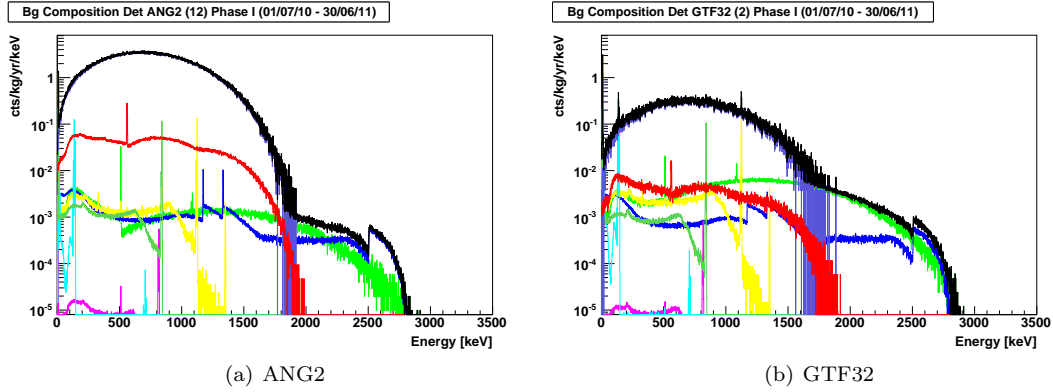 Bg Composition Det ANG2 (12) Phase I (01/07/10 - 30/06/11)
cts/kg/yr/keV
1
10-1
10-2
10-3
10-4
10-5
0 500 1000 1500 2000 2500 3000 3500
Energy [keV]
(a) ANG2
Bg Composition Det GTF32 (2) Phase I (01/07/10 - 30/06/11)
cts/kg/yr/keV
1
10-1
10-2
10-3
10-4
10-5
0 500 1000 1500 2000 2500 3000 3500
Energy [keV]
(b) GTF32